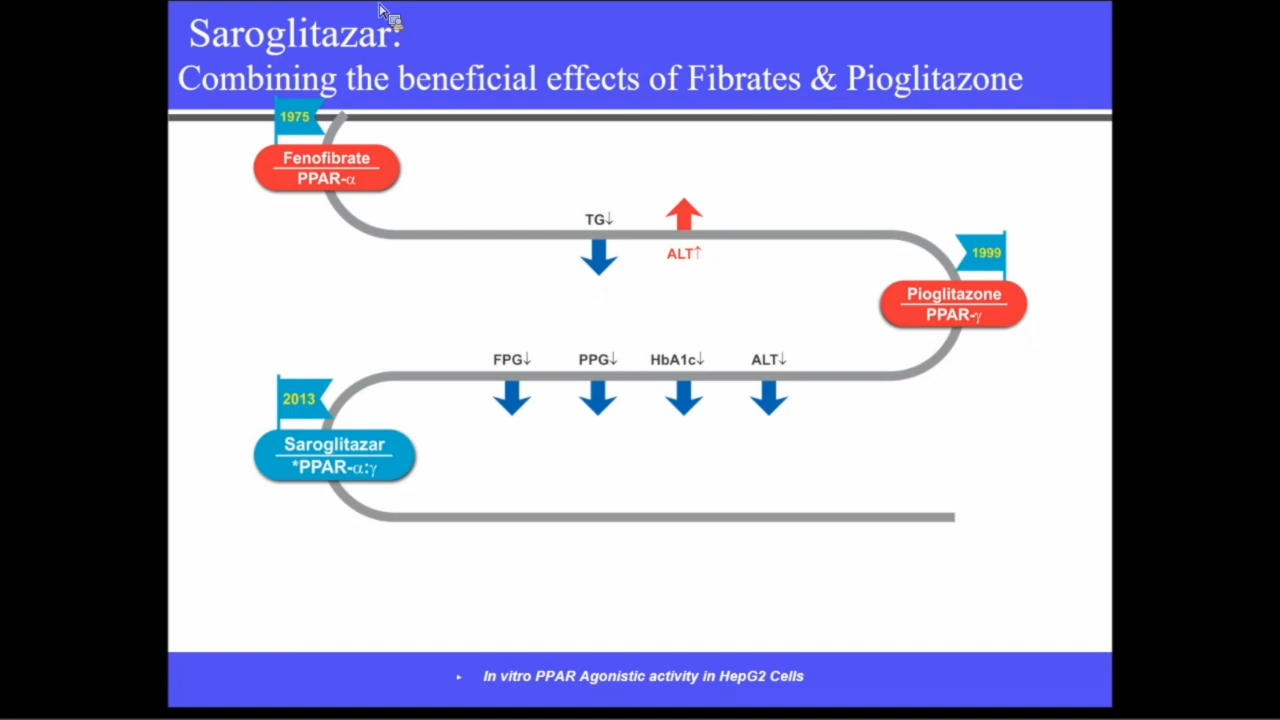 Saroglitazar:
Combining the beneficial effects of Fibrates & Pioglitazone
1975
Fenofibrate
PPAR-α
TG↓
ALT↑
1999
Pioglitazone
PPAR-γ
FPG↓ PPG↓ HbA1c↓ ALT↓
2013
Saroglitazar
*PPAR-α:γ
▸ In vitro PPAR Agonistic activity in HepG2 Cells